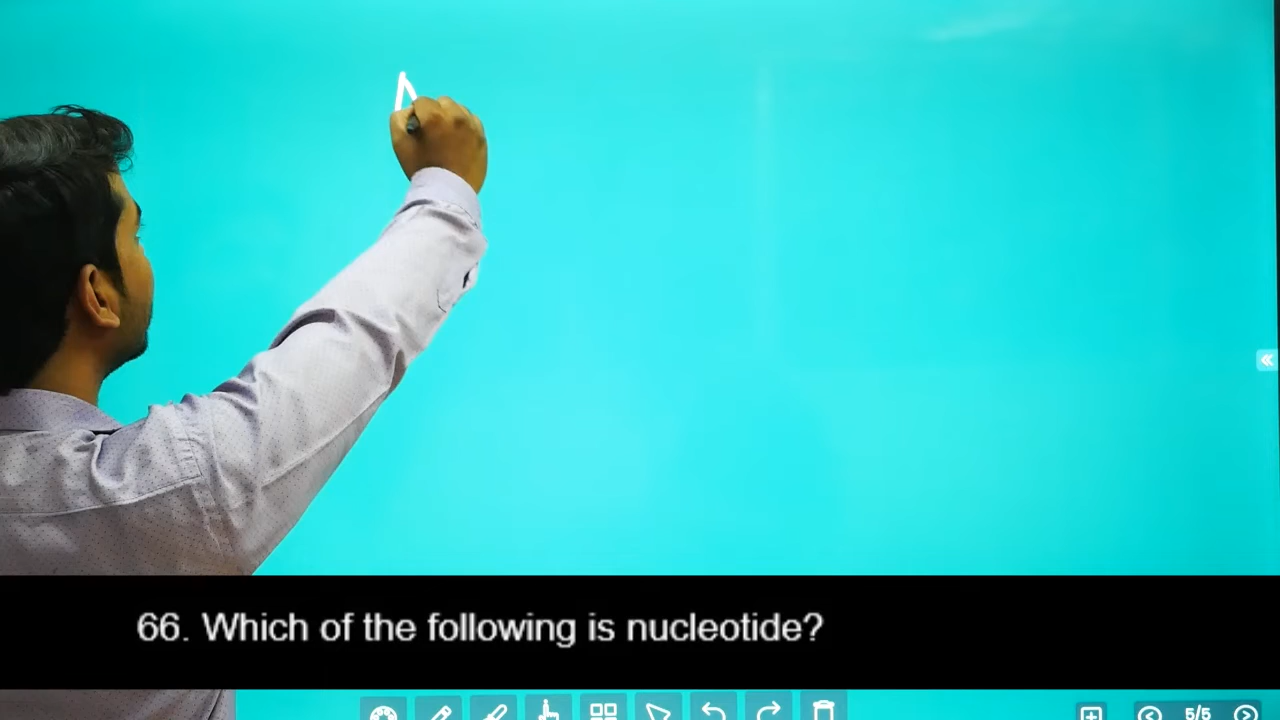 66. Which of the following is nucleotide?
5/5